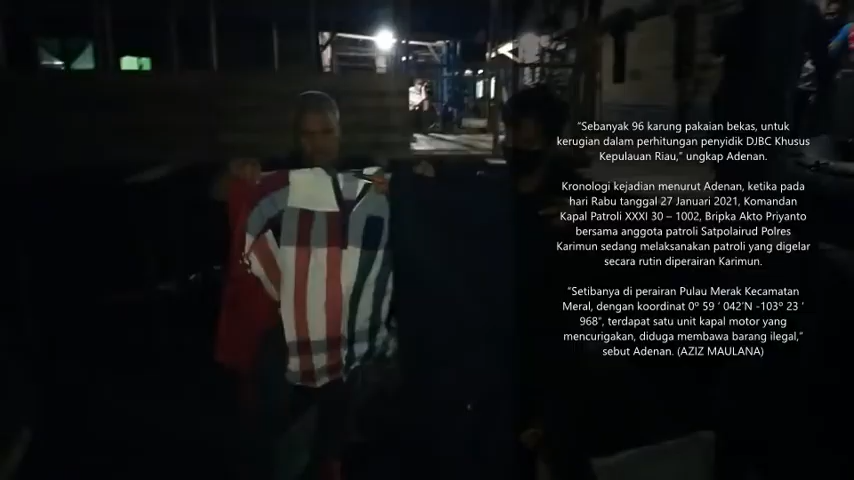 “Sebanyak 96 karung pakaian bekas, untuk
kerugian dalam perhitungan penyidik DJBC Khusus
Kepulauan Riau,” ungkap Adenan.
Kronologi kejadian menurut Adenan, ketika pada
hari Rabu tanggal 27 Januari 2021, Komandan
Kapal Patroli XXXI 30 – 1002, Bripka Akto Priyanto
bersama anggota patroli Satpolairud Polres
Karimun sedang melaksanakan patroli yang digelar
secara rutin diperairan Karimun.
“Setibanya di perairan Pulau Merak Kecamatan
Meral, dengan koordinat 0º 59 ‘ 042’N -103º 23 ‘
968”, terdapat satu unit kapal motor yang
mencurigakan, diduga membawa barang ilegal,”
sebut Adenan. (AZIZ MAULANA)